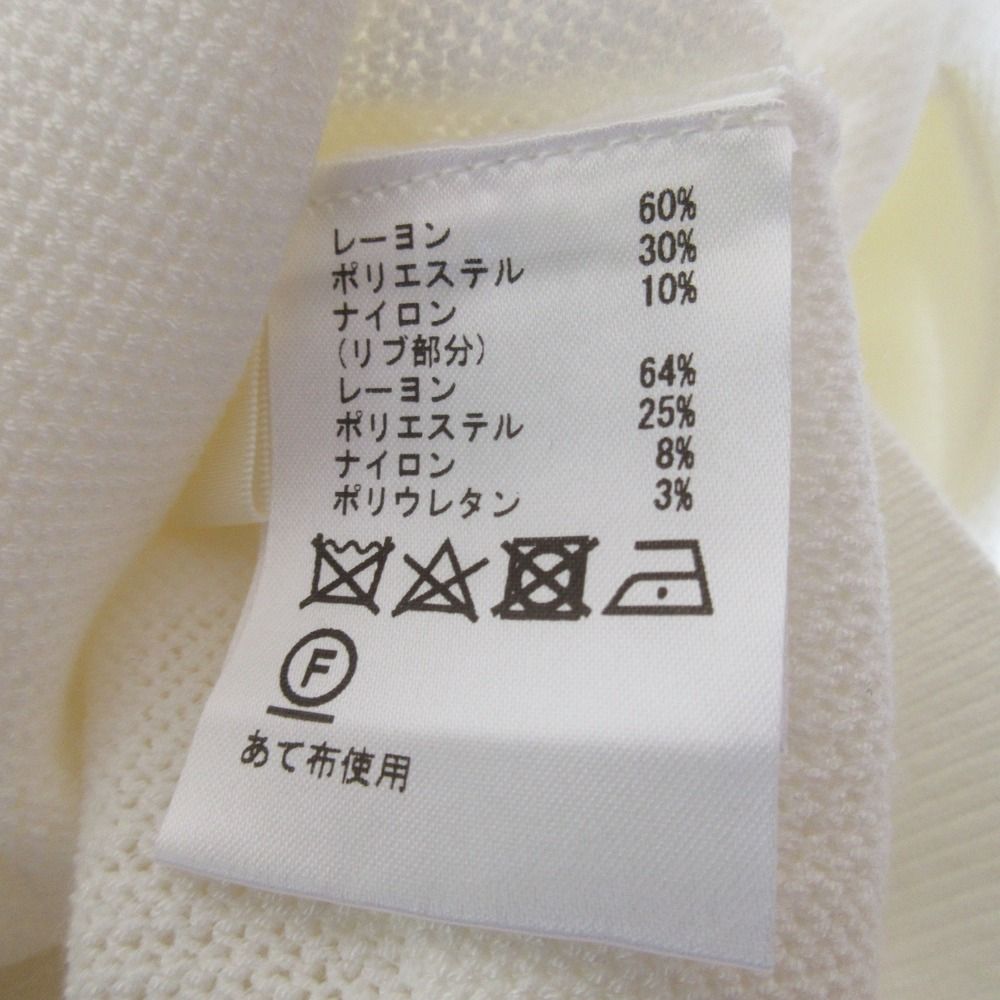 レーヨン 60%
ポリエステル 30%
ナイロン 10%
(リブ部分)
レーヨン 64%
ポリエステル 25%
ナイロン 8%
ポリウレタン 3%
F
あて布使用